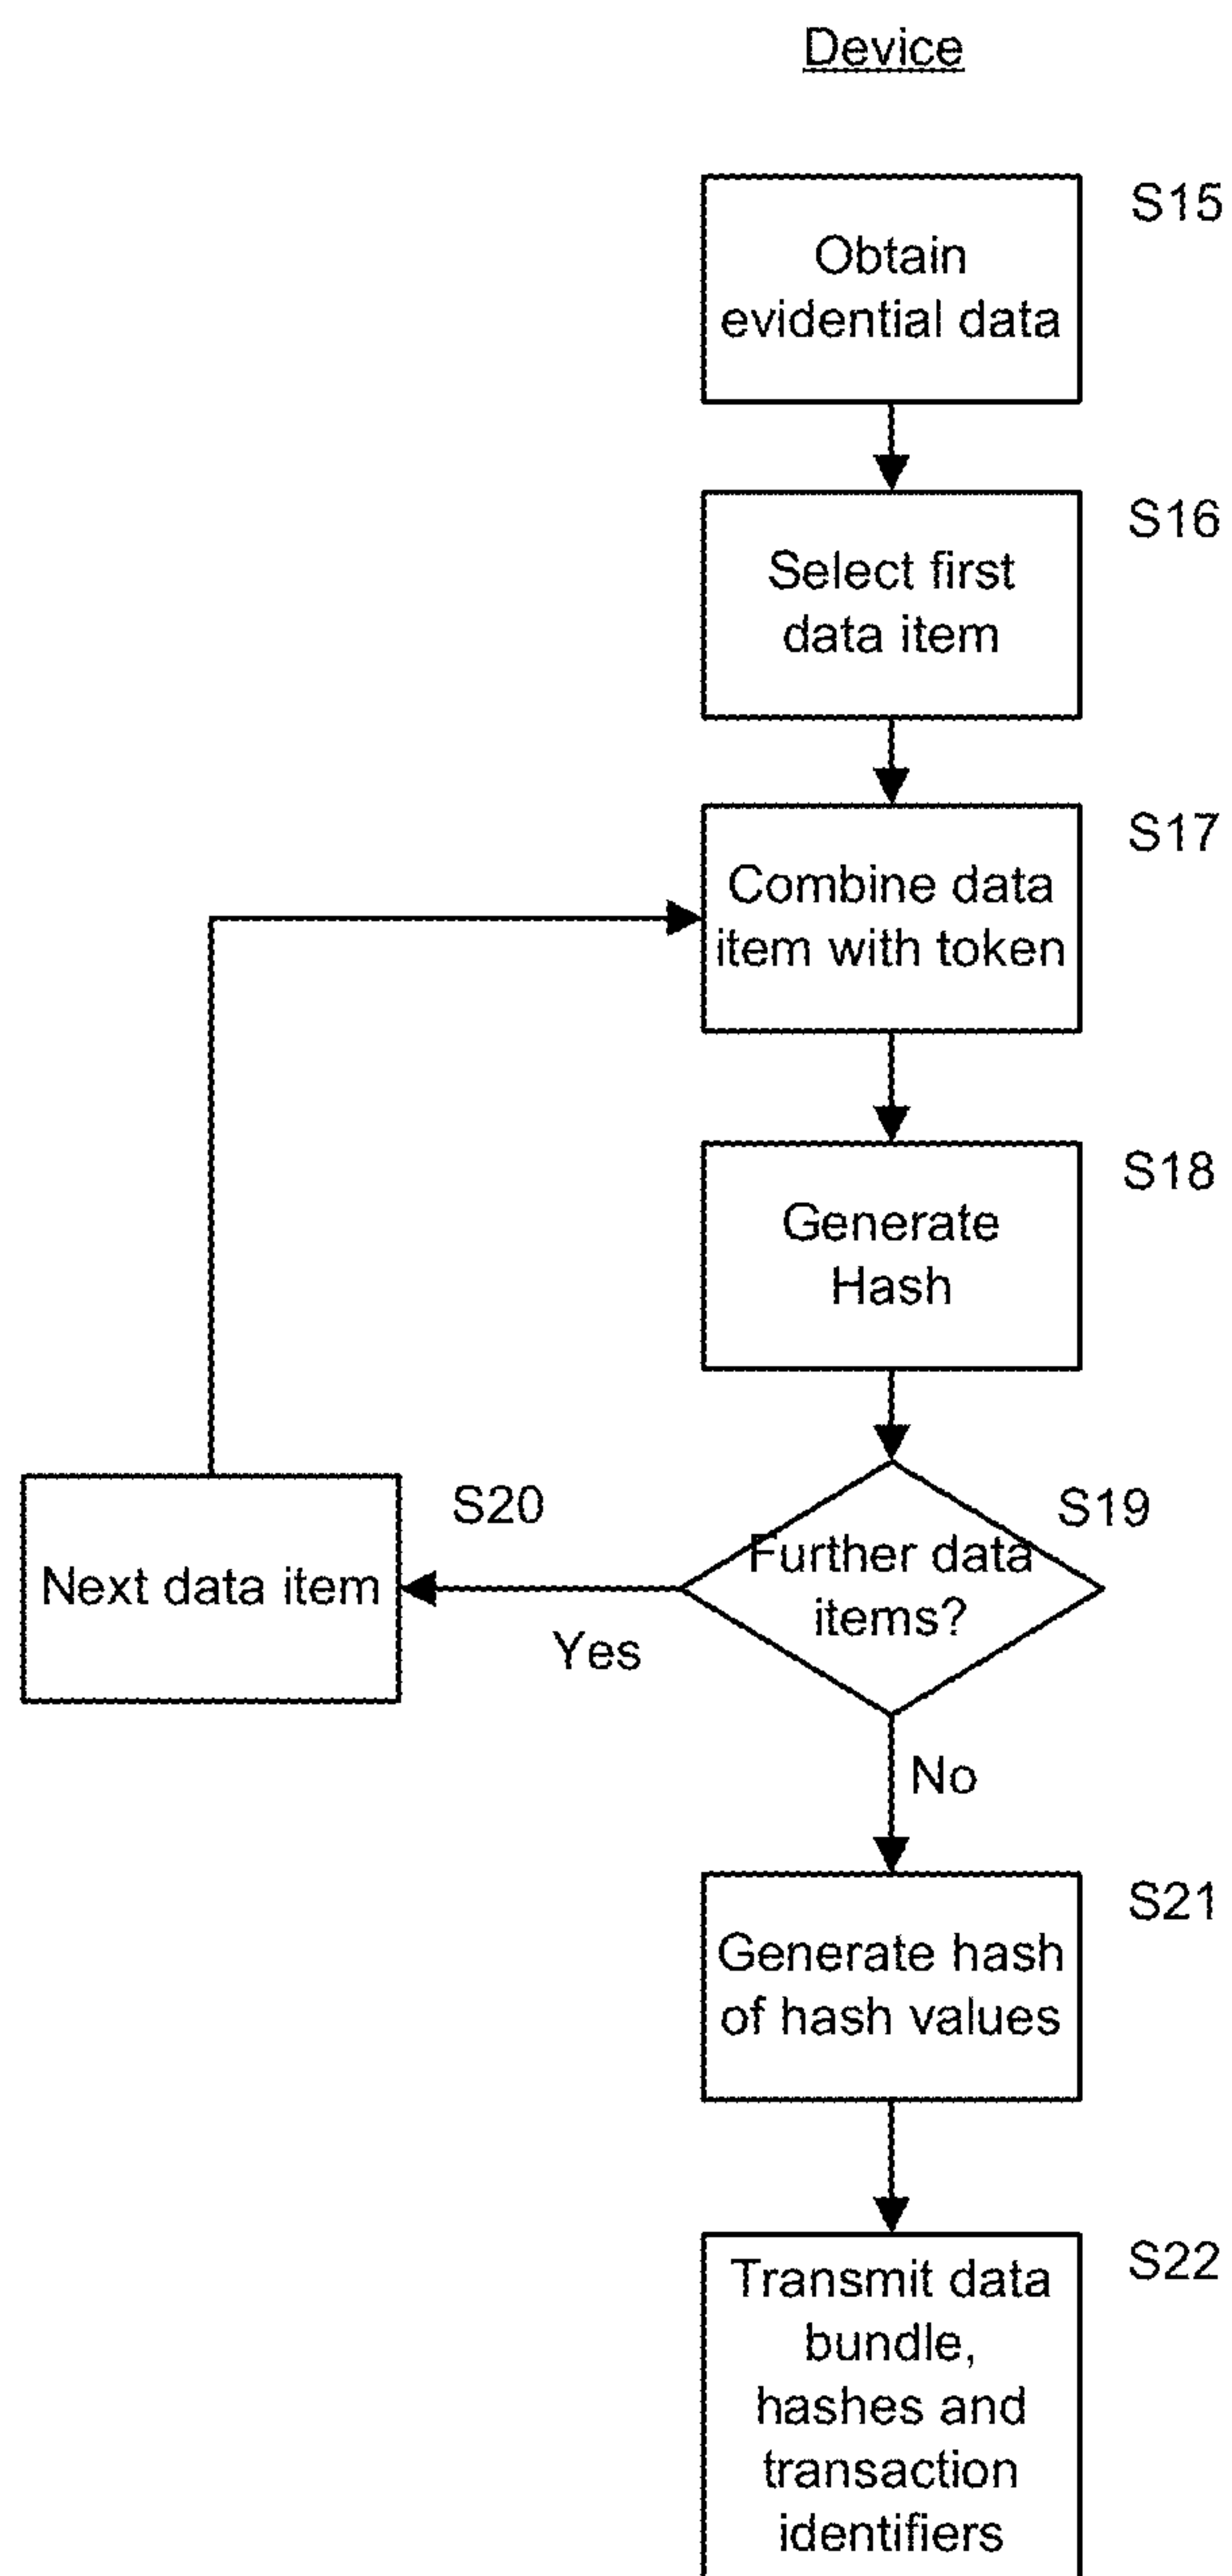 Device
S15
Obtain
evidential data
S16
Select first
data item
S17
Combine data
item with token
S18
Generate
Hash
S19
Further data
items?
S20
Next data item
Yes
No
S21
Generate hash
of hash values
S22
Transmit data
bundle,
hashes and
transaction
identifiers